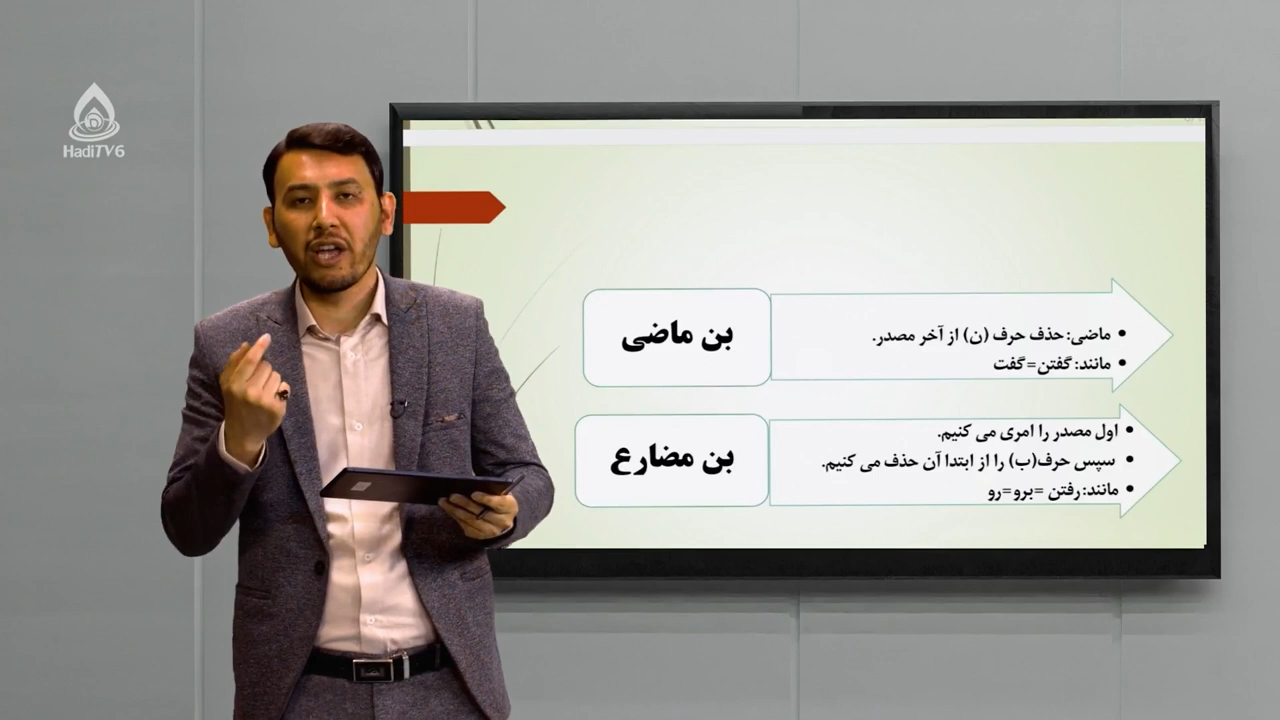 HadiTV6
بن ماضی
• ماضی: حذف حرف (ن) از آخر مصدر.
• مانند: گفتن=گفت
بن مضارع
• اول مصدر را امری می کنیم.
• سپس حرف(ب) را از ابتدا آن حذف می کنیم.
• مانند:رفتن =برو=رو